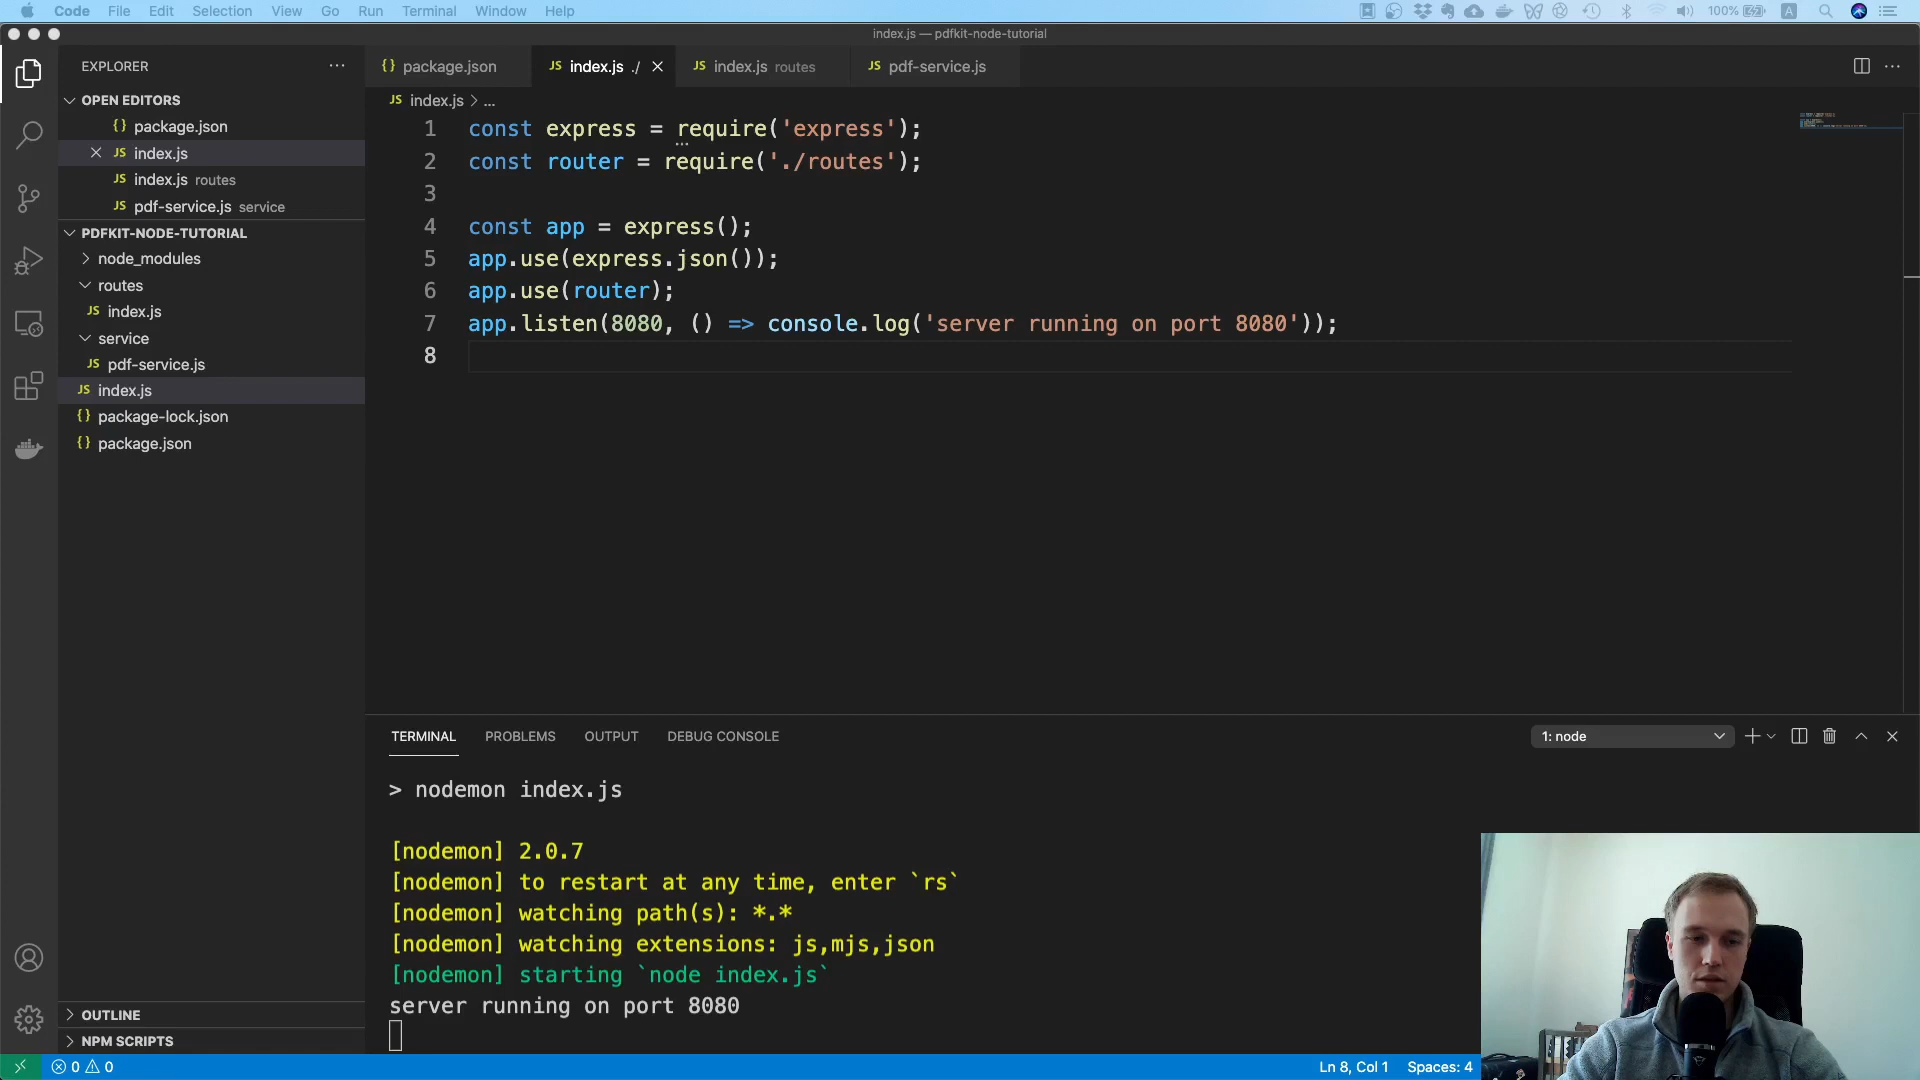 Code File Edit Selection View Go Run Terminal Window Help
100%
A
index.js — pdfkit-node-tutorial
EXPLORER
OPEN EDITORS
{} package.json
JS index.js
JS index.js routes
JS pdf-service.js service
PDFKIT-NODE-TUTORIAL
node_modules
routes
JS index.js
service
JS pdf-service.js
JS index.js
{} package-lock.json
{} package.json
OUTLINE
NPM SCRIPTS
{} package.json
JS index.js ./
JS index.js routes
JS pdf-service.js
JS index.js > ...
1 const express = require('express');
2 const router = require('./routes');
3
4 const app = express();
5 app.use(express.json());
6 app.use(router);
7 app.listen(8080, () => console.log('server running on port 8080'));
8
TERMINAL PROBLEMS OUTPUT DEBUG CONSOLE
1: node
> nodemon index.js
[nodemon] 2.0.7
[nodemon] to restart at any time, enter `rs`
[nodemon] watching path(s): *.*
[nodemon] watching extensions: js,mjs,json
[nodemon] starting `node index.js`
server running on port 8080
0 0
Ln 8, Col 1 Spaces: 4